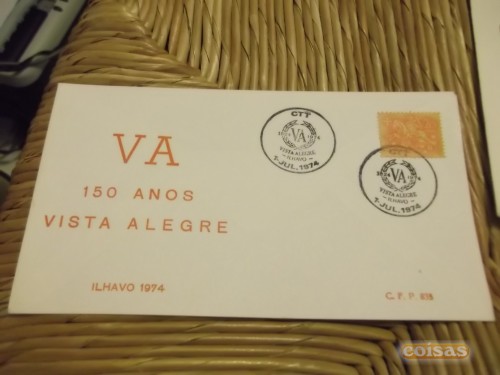 VA
150 ANOS
VISTA ALEGRE
ILHAVO 1974
CTT
VA
VISTA ALEGRE
ILHAVO
1.JUL.1974
VA
VISTA ALEGRE
ILHAVO
1.JUL.1974
C. F. P.
coisas